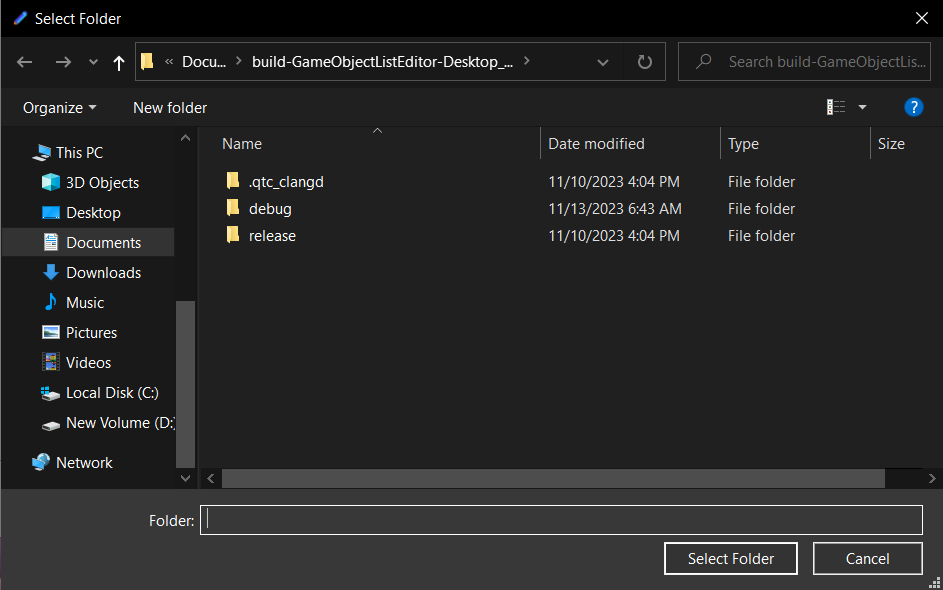 Select Folder
« Docu... > build-GameObjectListEditor-Desktop_... > Search build-GameObjectLis...
Organize New folder ?
This PC
3D Objects
Desktop
Documents
Downloads
Music
Pictures
Videos
Local Disk (C:)
New Volume (D:)
Network
Name Date modified Type Size
.qtc_clangd 11/10/2023 4:04 PM File folder
debug 11/13/2023 6:43 AM File folder
release 11/10/2023 4:04 PM File folder
Folder:
Select Folder Cancel